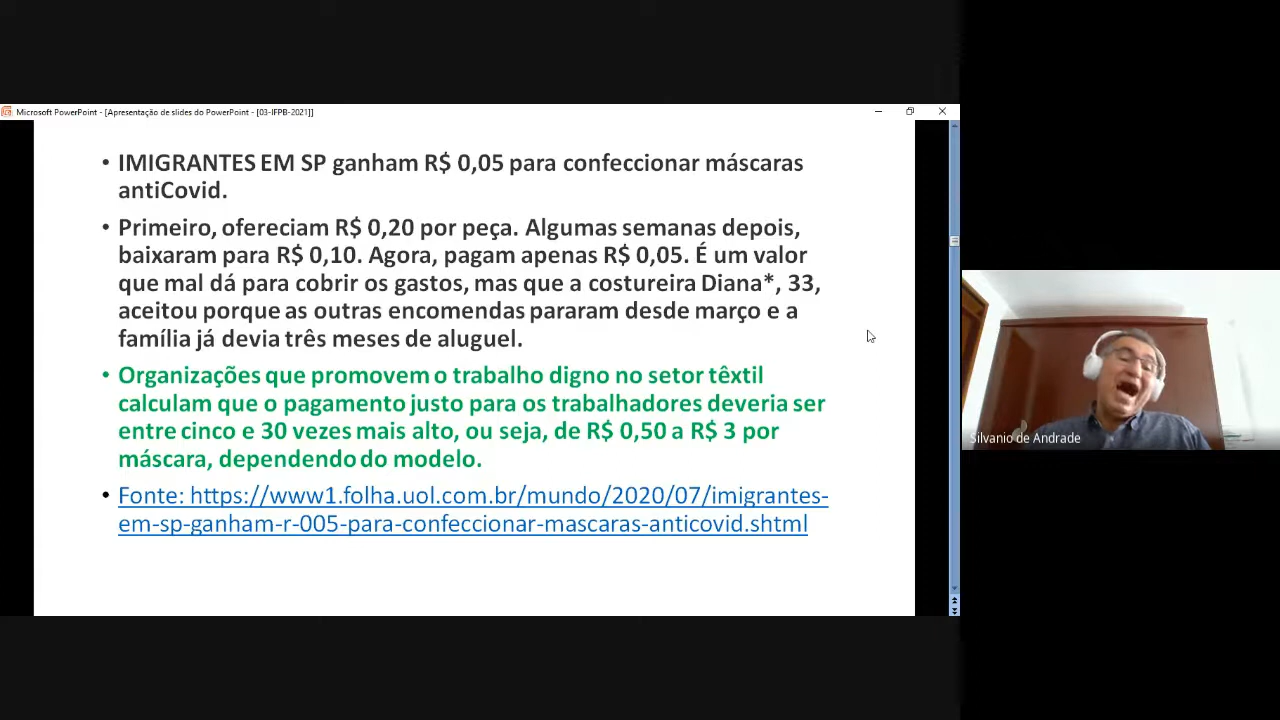 Microsoft PowerPoint - [Apresentação de slides do PowerPoint - [03-IFPB-2021]]
• IMIGRANTES EM SP ganham R$ 0,05 para confeccionar máscaras
antiCovid.
• Primeiro, ofereciam R$ 0,20 por peça. Algumas semanas depois,
baixaram para R$ 0,10. Agora, pagam apenas R$ 0,05. É um valor
que mal dá para cobrir os gastos, mas que a costureira Diana*, 33,
aceitou porque as outras encomendas pararam desde março e a
família já devia três meses de aluguel.
• Organizações que promovem o trabalho digno no setor têxtil
calculam que o pagamento justo para os trabalhadores deveria ser
entre cinco e 30 vezes mais alto, ou seja, de R$ 0,50 a R$ 3 por
máscara, dependendo do modelo.
• Fonte: https://www1.folha.uol.com.br/mundo/2020/07/imigrantes-
em-sp-ganham-r-005-para-confeccionar-mascaras-anticovid.shtml
Silvanio de Andrade